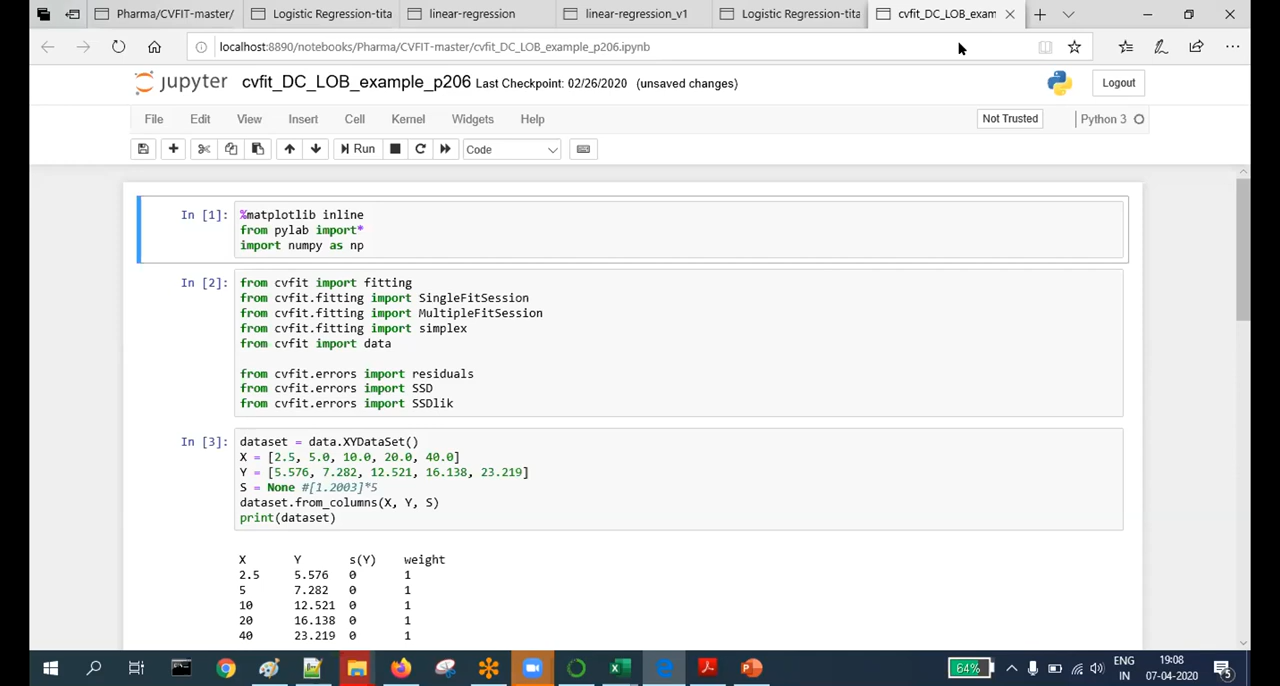 Pharma/CVFIT-master/
Logistic Regression-tita
linear-regression
linear-regression_v1
Logistic Regression-tita
cvfit_DC_LOB_exam
localhost:8890/notebooks/Pharma/CVFIT-master/cvfit_DC_LOB_example_p206.ipynb
jupyter cvfit_DC_LOB_example_p206 Last Checkpoint: 02/26/2020 (unsaved changes)
Logout
File Edit View Insert Cell Kernel Widgets Help
Not Trusted
Python 3
Run
Code
In [1]: %matplotlib inline
from pylab import*
import numpy as np
In [2]: from cvfit import fitting
from cvfit.fitting import SingleFitSession
from cvfit.fitting import MultipleFitSession
from cvfit.fitting import simplex
from cvfit import data
from cvfit.errors import residuals
from cvfit.errors import SSD
from cvfit.errors import SSDlik
In [3]: dataset = data.XYDataSet()
X = [2.5, 5.0, 10.0, 20.0, 40.0]
Y = [5.576, 7.282, 12.521, 16.138, 23.219]
S = None #[1.2003]*5
dataset.from_columns(X, Y, S)
print(dataset)
X Y s(Y) weight
2.5 5.576 0 1
5 7.282 0 1
10 12.521 0 1
20 16.138 0 1
40 23.219 0 1
64%
ENG
IN
19:08
07-04-2020
5